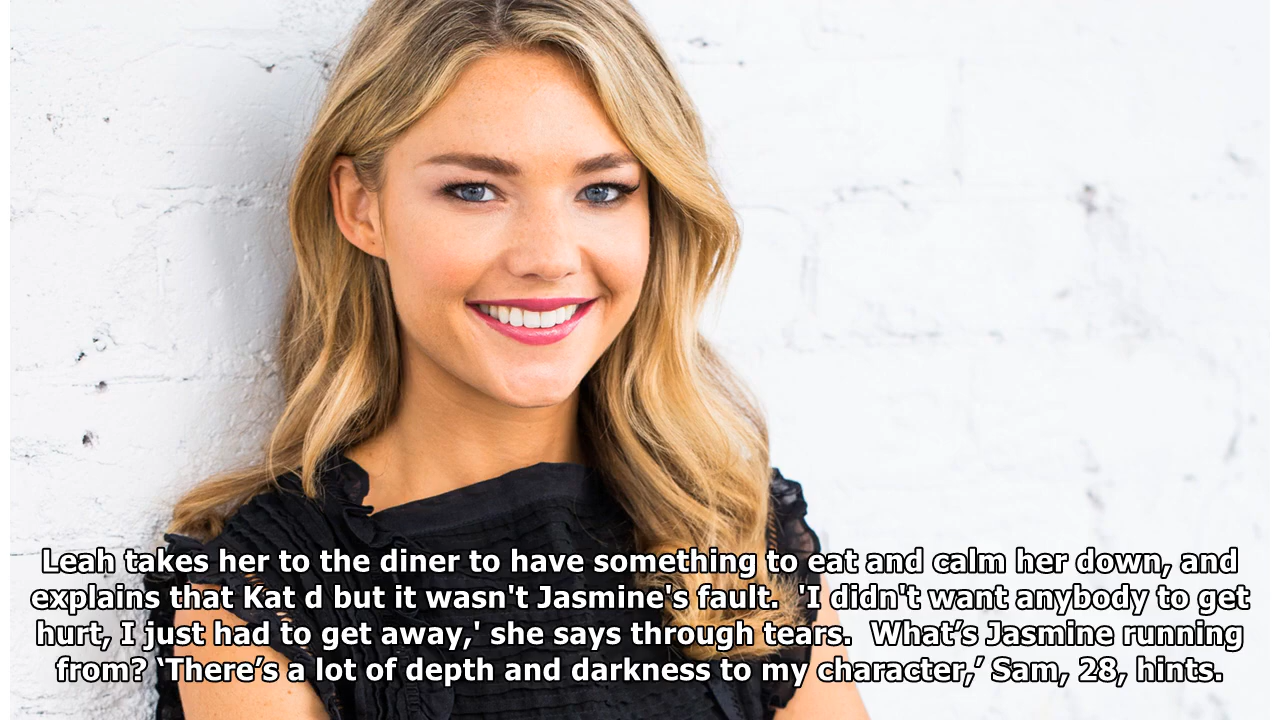 Leah takes her to the diner to have something to eat and calm her down, and
explains that Kat d but it wasn't Jasmine's fault.  'I didn't want anybody to get
hurt, I just had to get away,' she says through tears.  What’s Jasmine running
from? ‘There’s a lot of depth and darkness to my character,’ Sam, 28, hints.